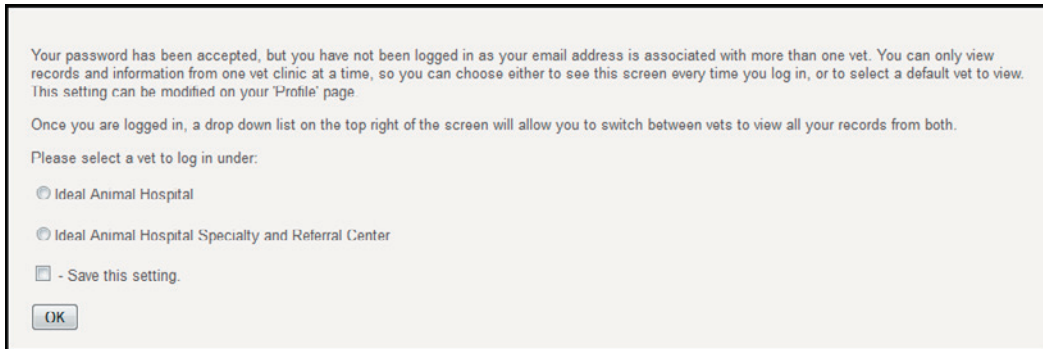 Your password has been accepted, but you have not been logged in as your email address is associated with more than one vet. You can only view
records and information from one vet clinic at a time, so you can choose either to see this screen every time you log in, or to select a default vet to view.
This setting can be modified on your 'Profile' page.
Once you are logged in, a drop down list on the top right of the screen will allow you to switch between vets to view all your records from both.
Please select a vet to log in under:
Ideal Animal Hospital
Ideal Animal Hospital Specialty and Referral Center
- Save this setting.
OK